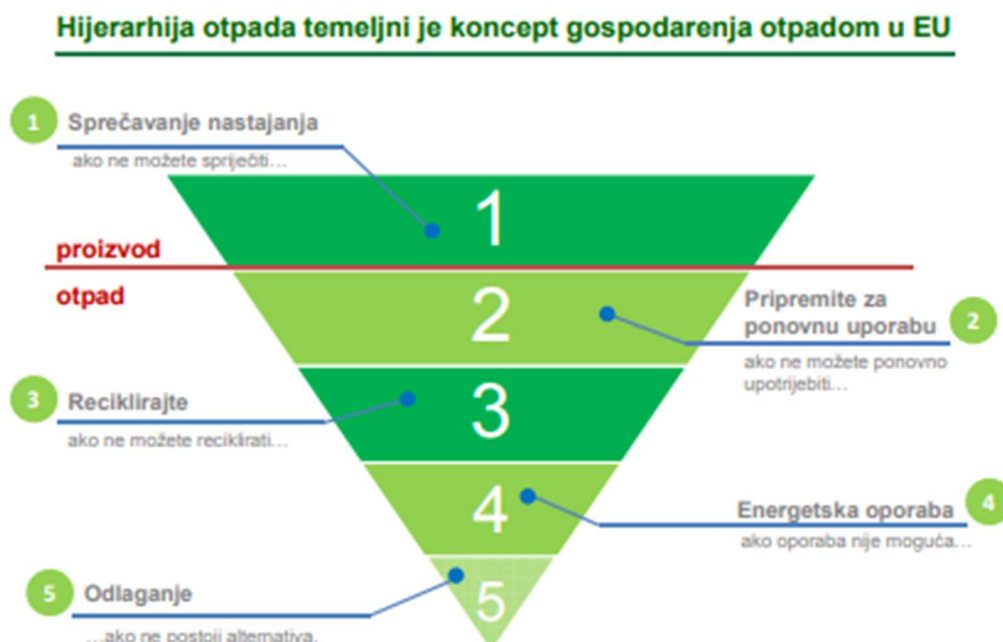 Hijerarhija otpada temeljni je koncept gospodarenja otpadom u EU
1
Sprečavanje nastajanja
ako ne možete spriječiti...
1
proizvod
otpad
2
Pripremite za
ponovnu uporabu
2
ako ne možete ponovno
upotrijebiti...
3
Reciklirajte
ako ne možete reciklirati...
3
4
Energetska oporaba
4
ako oporaba nije moguća...
5
Odlaganje
...ako ne postoji alternativa.
5